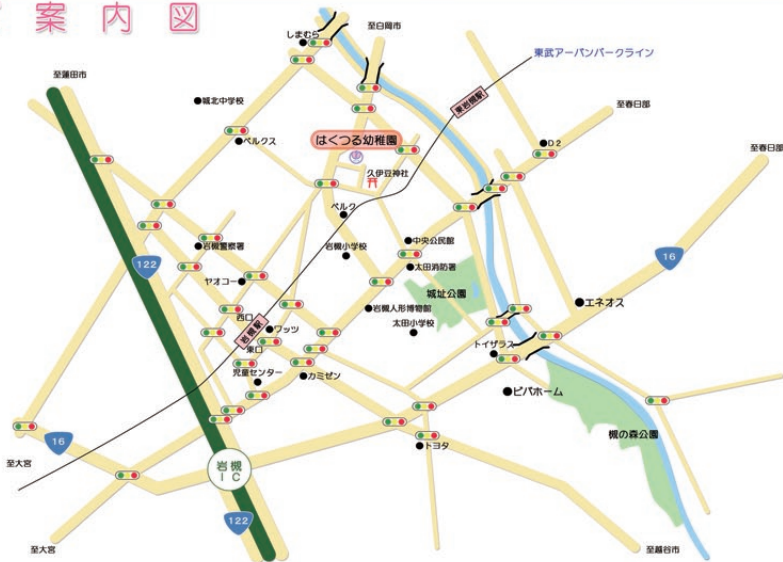 案内図
至白岡市
しまむら
東武アーバンパークライン
至蓮田市
東岩槻駅
城北中学校
至春日部
ベルクス
はくつる幼稚園
D2
至春日部
久伊豆神社
ベルク
岩槻警察署
岩槻小学校
中央公民館
16
122
太田消防署
ヤオコー
城址公園
エネオス
岩槻人形博物館
西口
岩槻駅
ワッツ
太田小学校
東口
トイザラス
児童センター
カミゼン
ビバホーム
16
槻の森公園
トヨタ
至大宮
岩槻
IC
122
至大宮
至越谷市